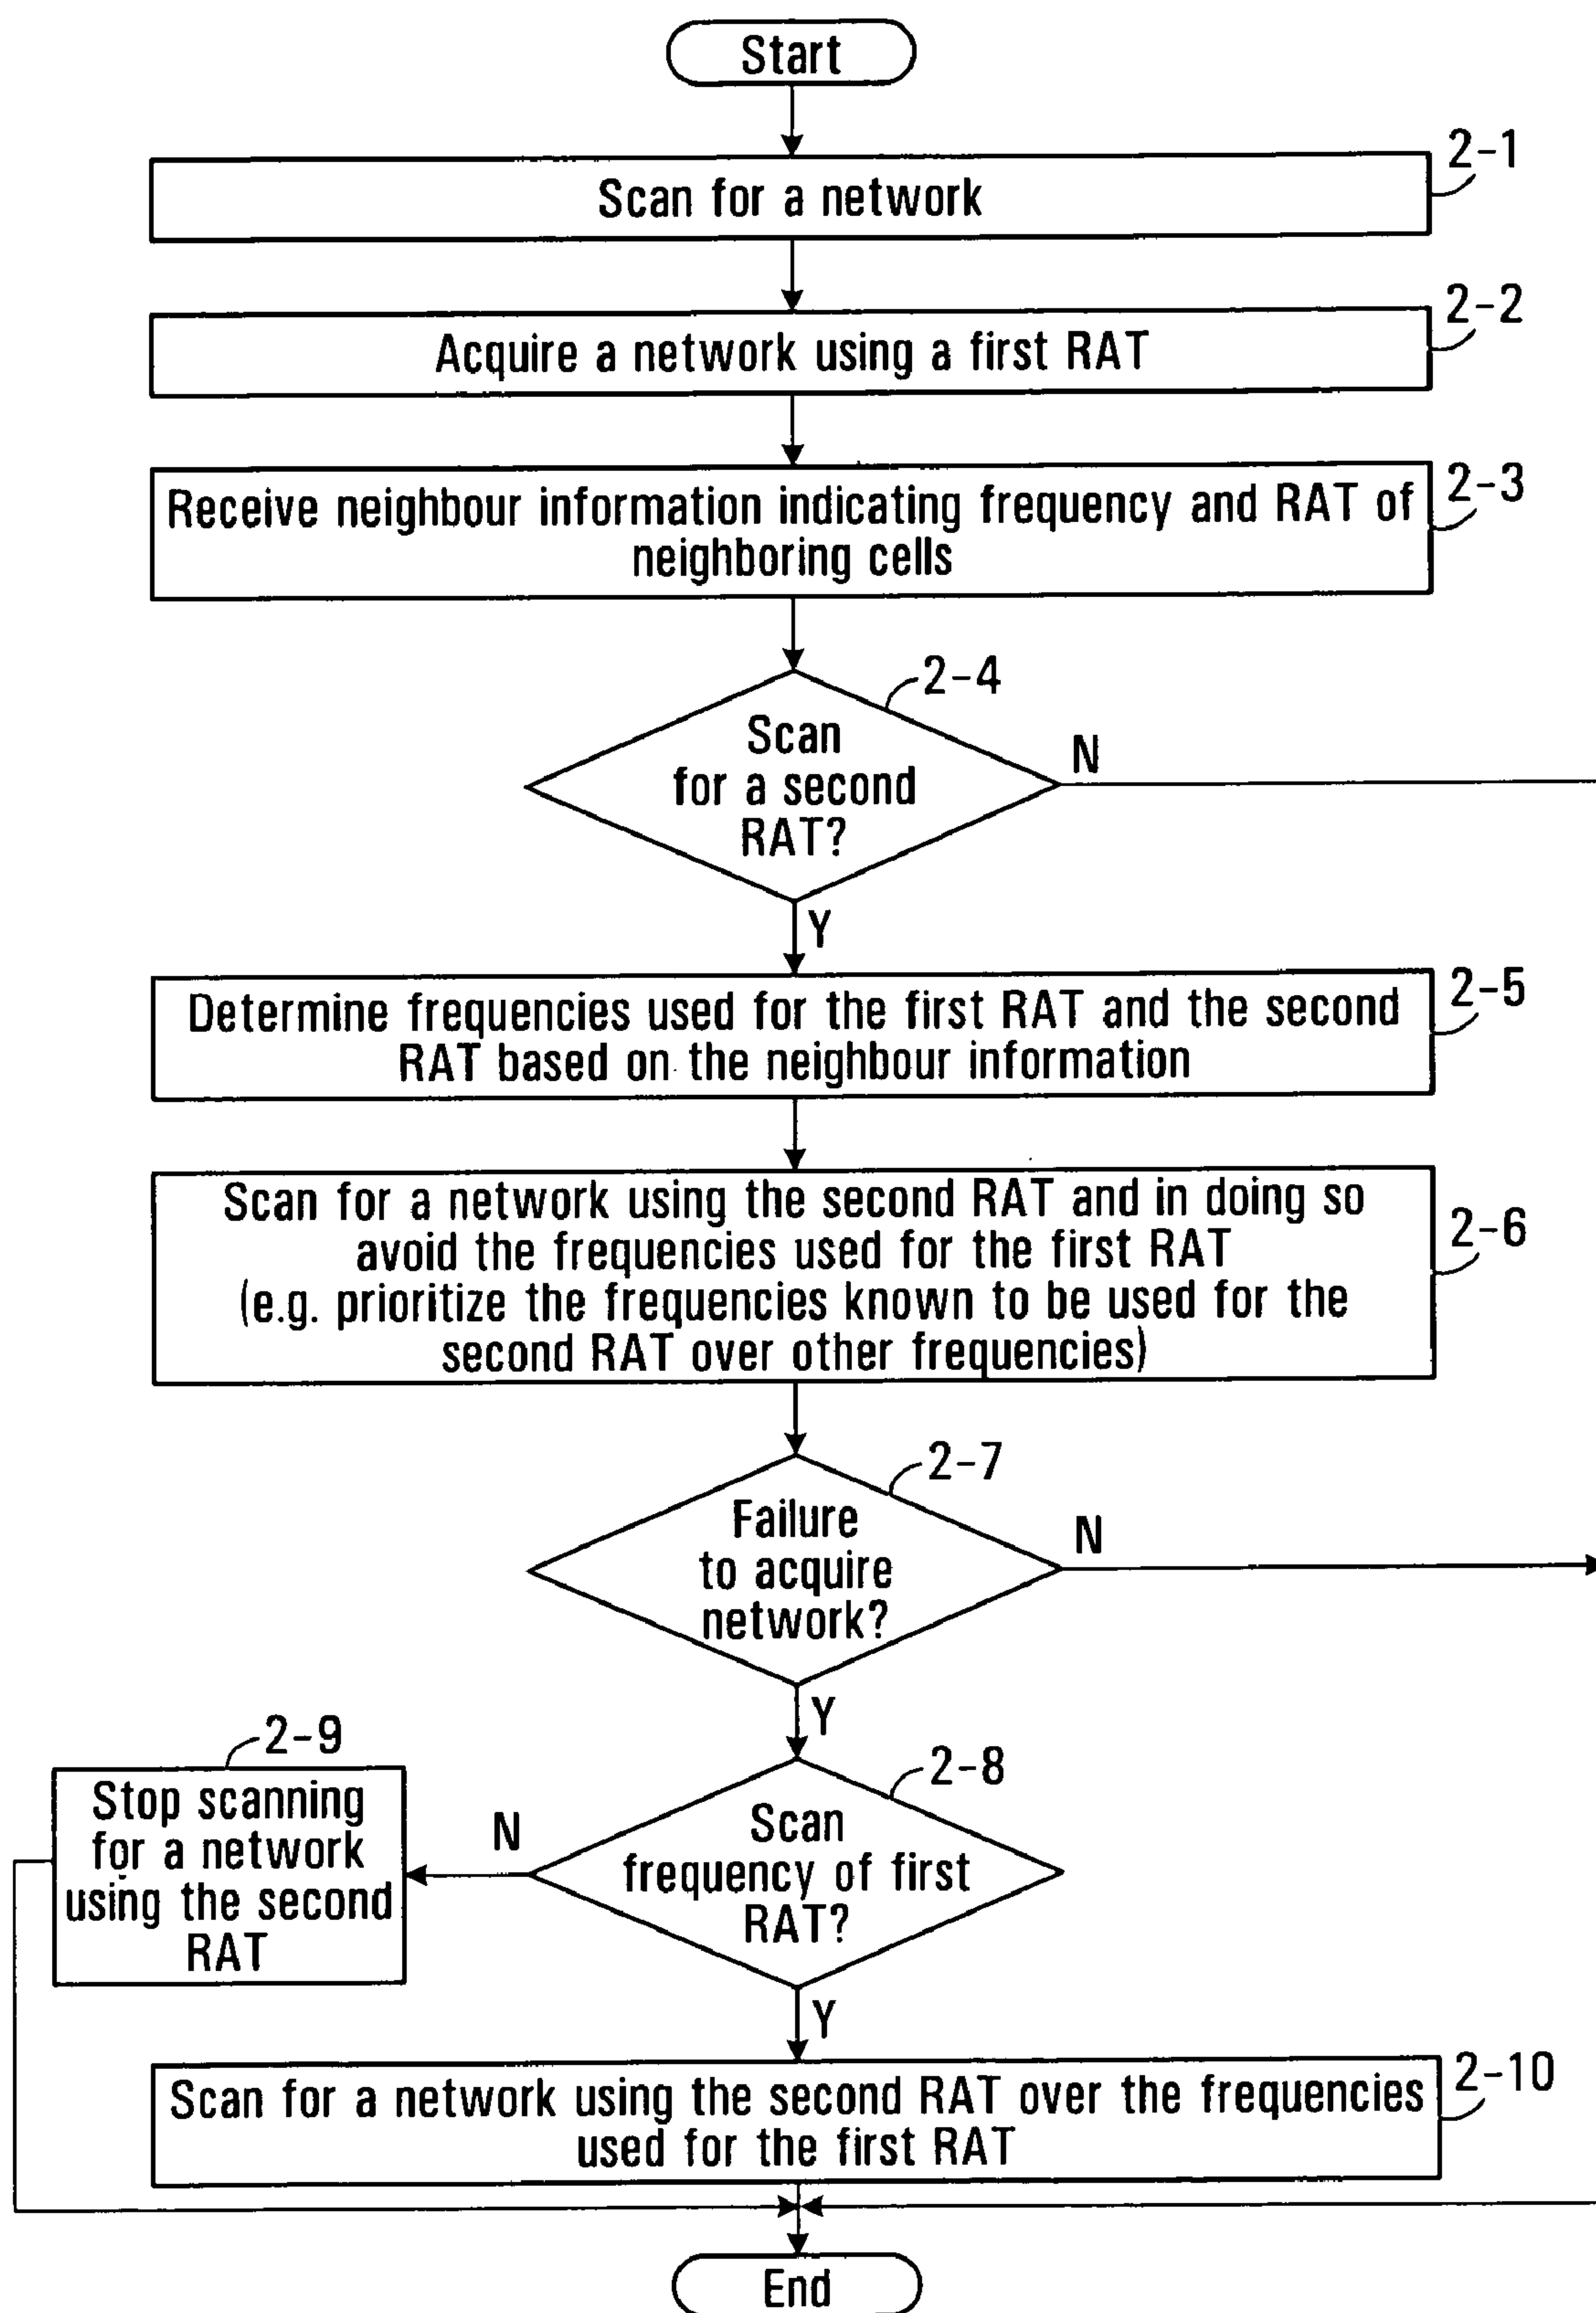 Start
2-1
Scan for a network
2-2
Acquire a network using a first RAT
2-3
Receive neighbour information indicating frequency and RAT of
neighboring cells
2-4
Scan
for a second
RAT?
N
Y
2-5
Determine frequencies used for the first RAT and the second
RAT based on the neighbour information
2-6
Scan for a network using the second RAT and in doing so
avoid the frequencies used for the first RAT
(e.g. prioritize the frequencies known to be used for the
second RAT over other frequencies)
2-7
Failure
to acquire
network?
N
Y
2-9
Stop scanning
for a network
using the second
RAT
N
2-8
Scan
frequency of first
RAT?
Y
2-10
Scan for a network using the second RAT over the frequencies
used for the first RAT
End